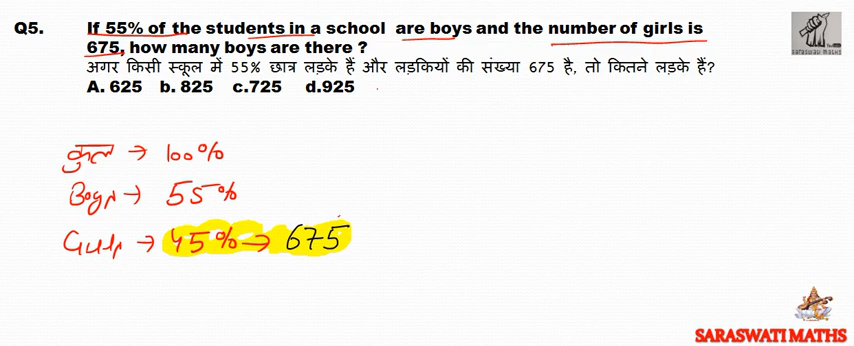 Q5. If 55% of the students in a school are boys and the number of girls is
675, how many boys are there ?
अगर किसी स्कूल में 55% छात्र लड़के हैं और लड़कियों की संख्या 675 है, तो कितने लड़के हैं?
A. 625 b. 825 c.725 d.925
कुल → 100%
Boys → 55%
Girls → 45% → 675
SARASWATI MATHS
SARASWATI MATHS